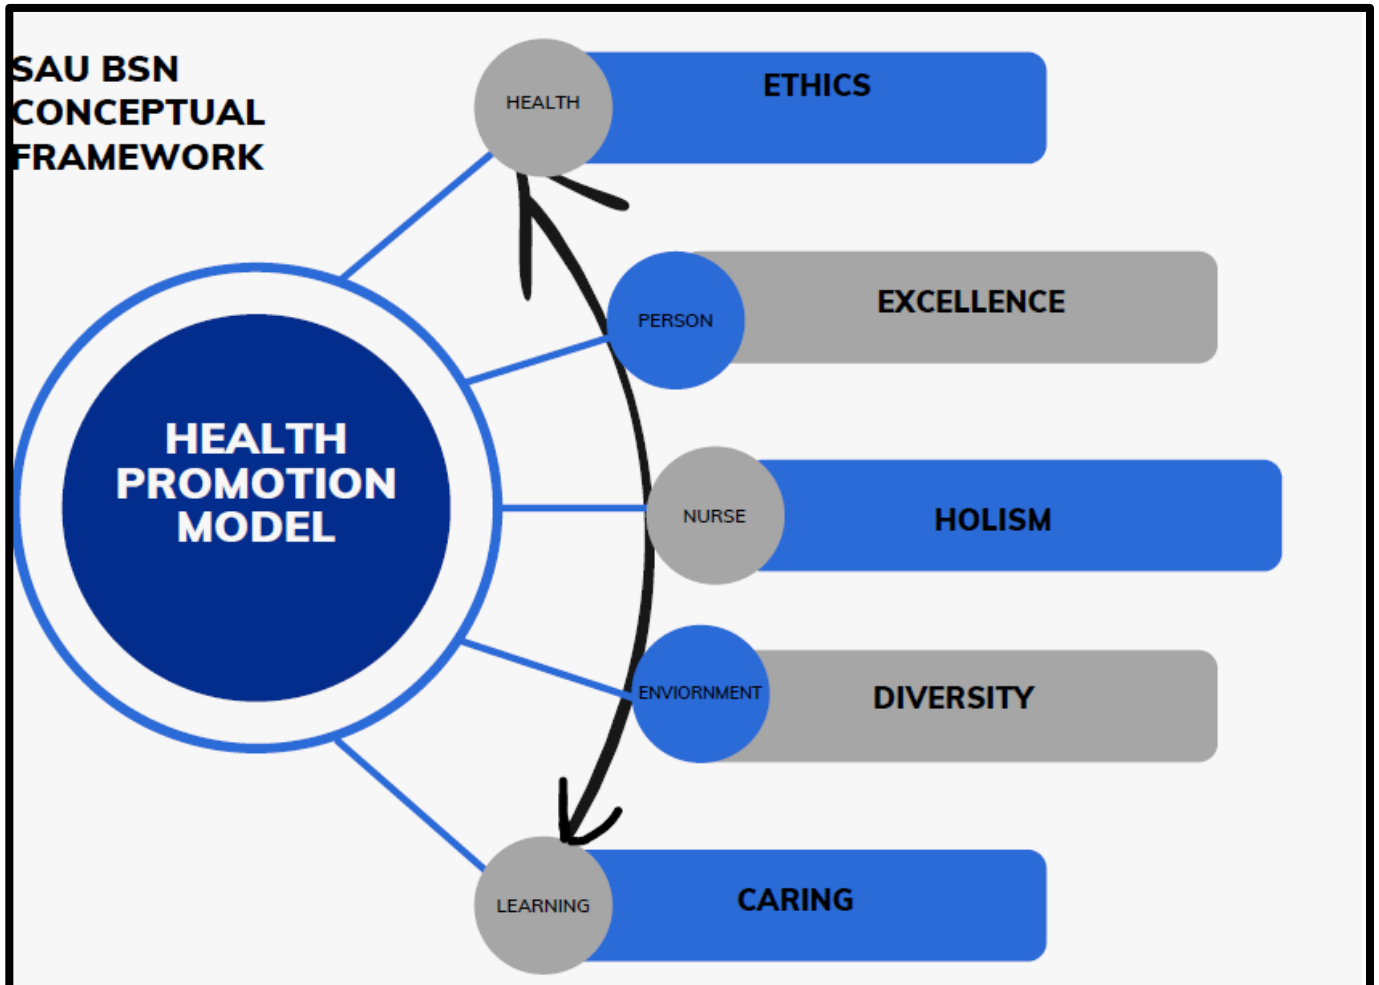 SAU BSN
CONCEPTUAL
FRAMEWORK
HEALTH
ETHICS
PERSON
EXCELLENCE
HEALTH
PROMOTION
MODEL
NURSE
HOLISM
ENVIORNMENT
DIVERSITY
LEARNING
CARING